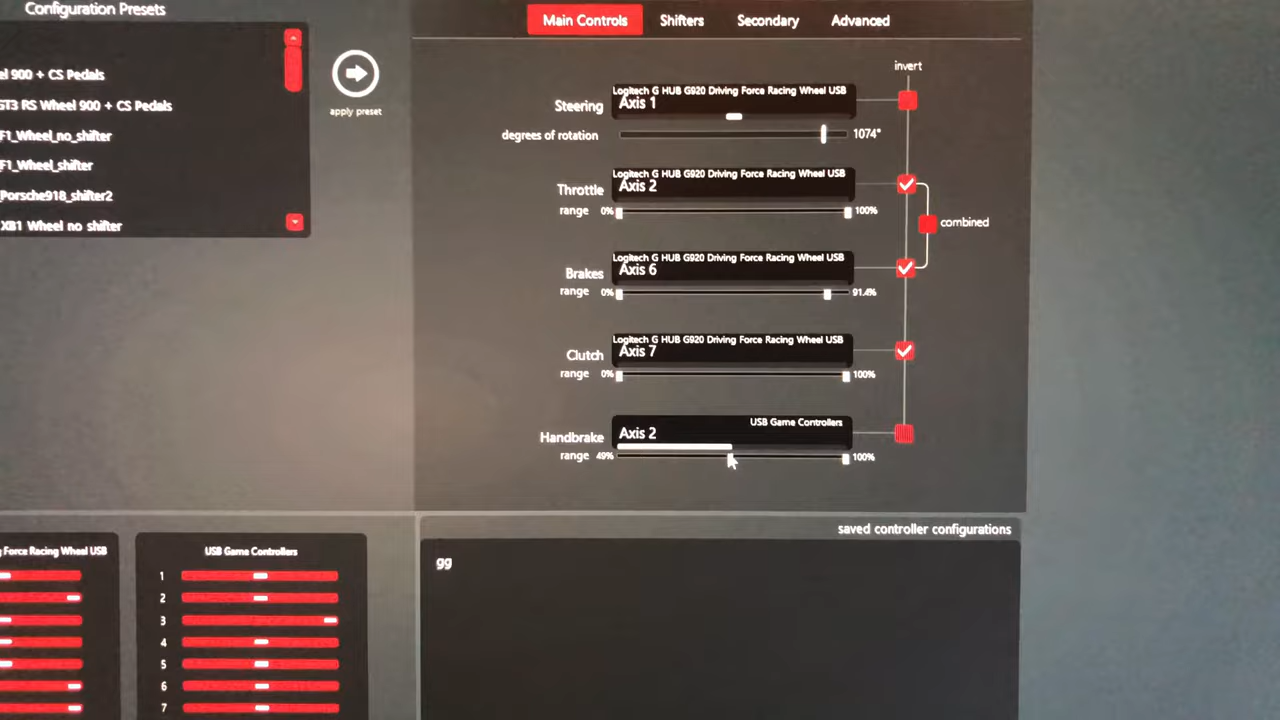 Configuration Presets
el 900 + CS Pedals
GT3 RS Wheel 900 + CS Pedals
F1_Wheel_no_shifter
F1_Wheel_shifter
Porsche918_shifter2
XB1 Wheel no shifter
apply preset
Main Controls
Shifters
Secondary
Advanced
invert
Steering
Logitech G HUB G920 Driving Force Racing Wheel USB
Axis 1
degrees of rotation
1074°
Throttle
Logitech G HUB G920 Driving Force Racing Wheel USB
Axis 2
range 0%
100%
combined
Brakes
Logitech G HUB G920 Driving Force Racing Wheel USB
Axis 6
range 0%
91.4%
Clutch
Logitech G HUB G920 Driving Force Racing Wheel USB
Axis 7
range 0%
100%
Handbrake
USB Game Controllers
Axis 2
range 49%
100%
Force Racing Wheel USB
USB Game Controllers
1
2
3
4
5
6
7
saved controller configurations
gg